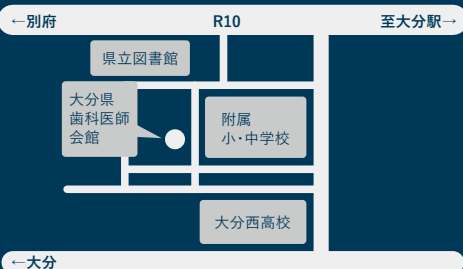 ←別府
R10
至大分駅→
県立図書館
大分県
歯科医師
会館
附属
小・中学校
大分西高校
←大分